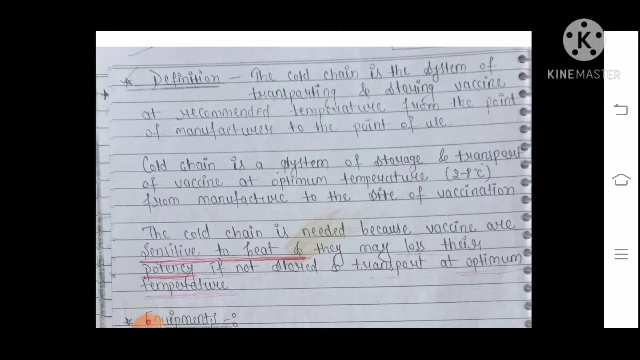 * Definition - The cold chain is the system of
transporting & storing vaccine
at recommended temperature from the point
of manufacturer to the point of use
Cold chain is a system of storage & transport
of vaccine at optimum temperature (2-8°c)
from manufacture to the site of vaccination
The cold chain is needed because vaccine are
sensitive to heat & they may loss their
potency if not stored & transport at optimum
temperature
* Equipments -:
KINEMASTER